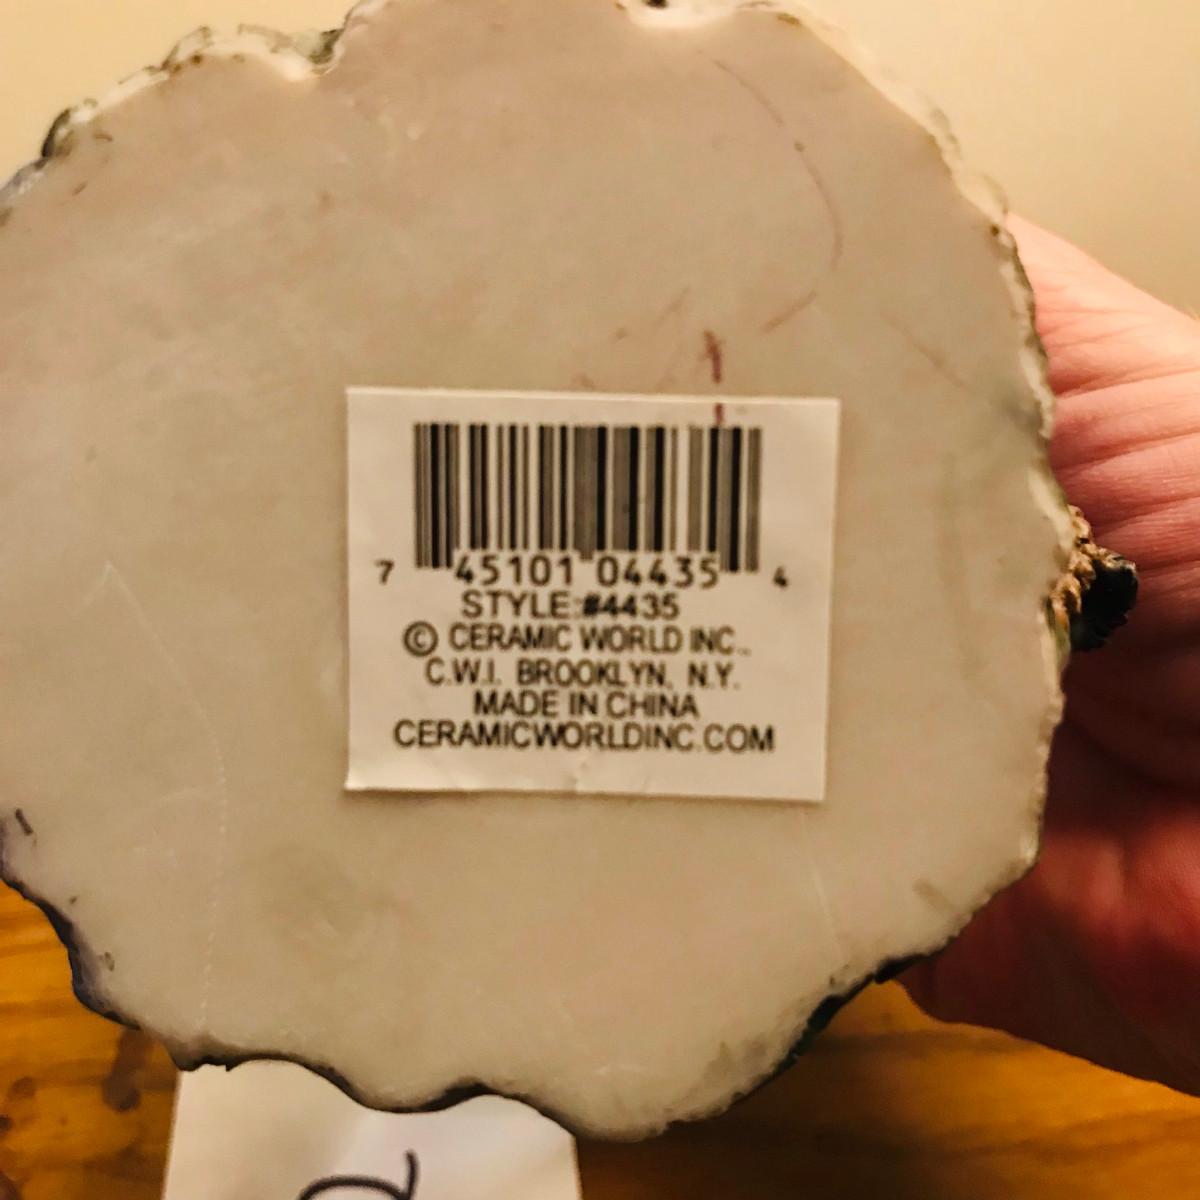 7 45101 04435 4
STYLE:#4435
© CERAMIC WORLD INC.,
C.W.I. BROOKLYN, N.Y.
MADE IN CHINA
CERAMICWORLDINC.COM